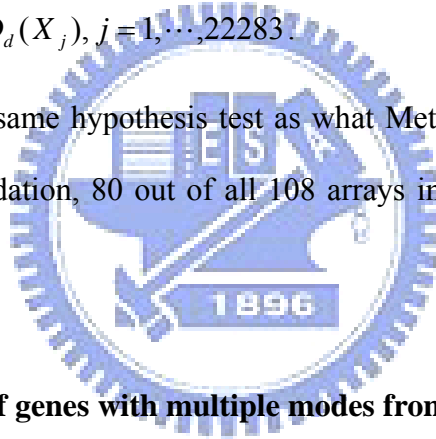 D_d(X_j), j = 1,⋯,22283.
same hypothesis test as what Met
dation, 80 out of all 108 arrays in
E S A
1896
f genes with multiple modes from